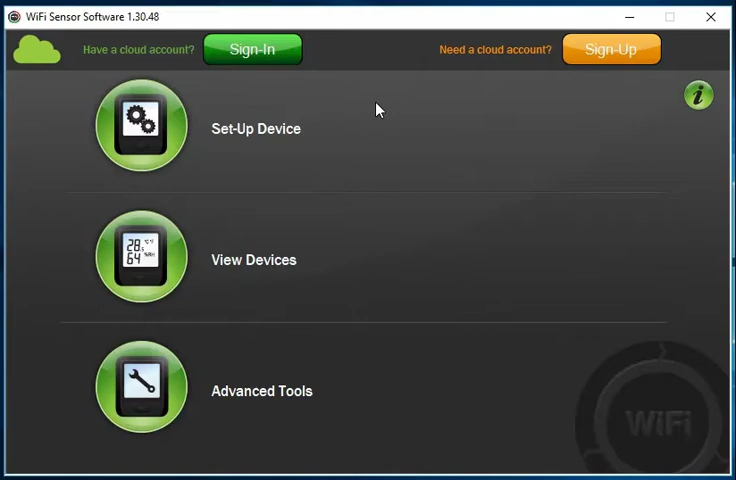 WiFi Sensor Software 1.30.48
Have a cloud account?
Sign-In
Need a cloud account?
Sign-Up
i
Set-Up Device
28.5 °C
64 %RH
View Devices
Advanced Tools
WiFi